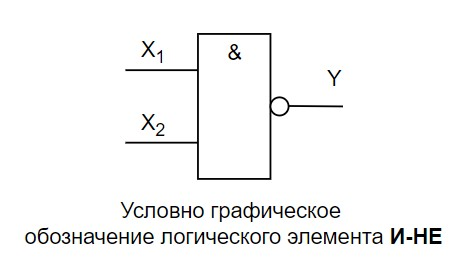 X₁
&
Y
X₂
Условно графическое
обозначение логического элемента И-НЕ